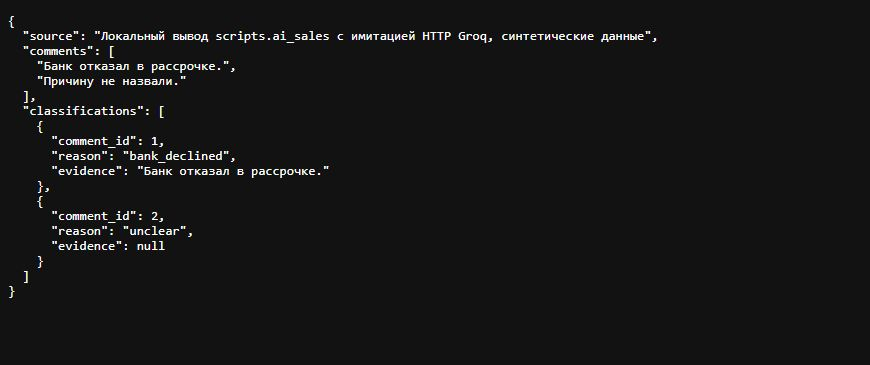 {
  "source": "Локальный вывод scripts.ai_sales с имитацией HTTP Groq, синтетические данные",
  "comments": [
    "Банк отказал в рассрочке.",
    "Причину не назвали."
  ],
  "classifications": [
    {
      "comment_id": 1,
      "reason": "bank_declined",
      "evidence": "Банк отказал в рассрочке."
    },
    {
      "comment_id": 2,
      "reason": "unclear",
      "evidence": null
    }
  ]
}